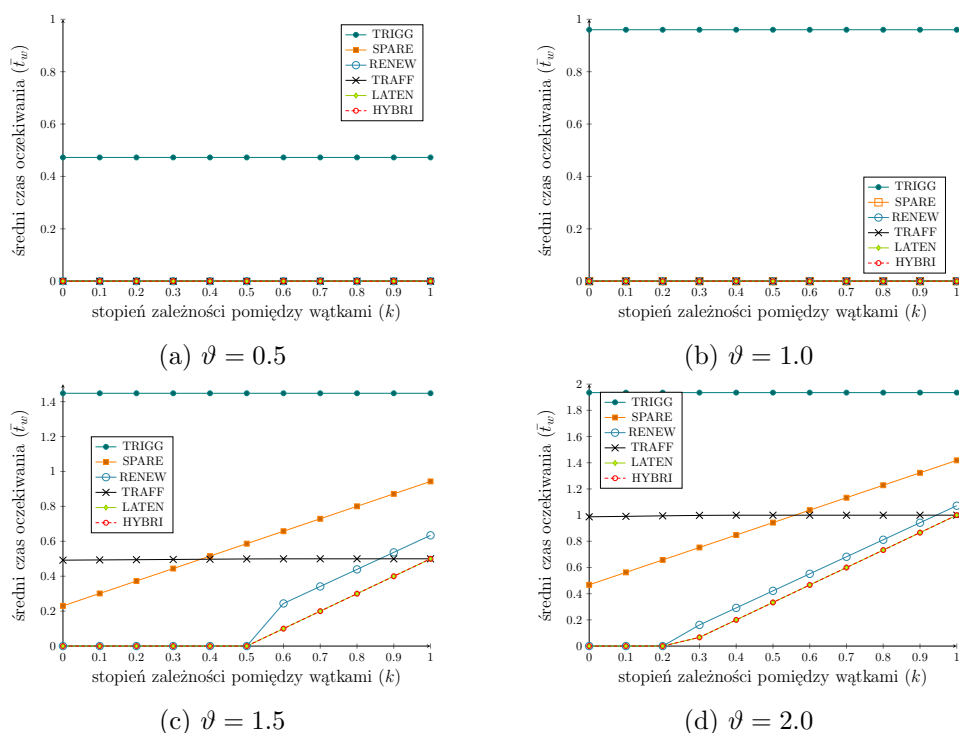 1
0.8
0.6
0.4
0.2
0
średni czas oczekiwania (t̄_w)
TRIGG
SPARE
RENEW
TRAFF
LATEN
HYBRI
0 0.1 0.2 0.3 0.4 0.5 0.6 0.7 0.8 0.9 1
stopień zależności pomiędzy wątkami (k)
(a) ϑ = 0.5
1
0.8
0.6
0.4
0.2
0
średni czas oczekiwania (t̄_w)
TRIGG
SPARE
RENEW
TRAFF
LATEN
HYBRI
0 0.1 0.2 0.3 0.4 0.5 0.6 0.7 0.8 0.9 1
stopień zależności pomiędzy wątkami (k)
(b) ϑ = 1.0
1.4
1.2
1
0.8
0.6
0.4
0.2
0
średni czas oczekiwania (t̄_w)
TRIGG
SPARE
RENEW
TRAFF
LATEN
HYBRI
0 0.1 0.2 0.3 0.4 0.5 0.6 0.7 0.8 0.9 1
stopień zależności pomiędzy wątkami (k)
(c) ϑ = 1.5
2
1.8
1.6
1.4
1.2
1
0.8
0.6
0.4
0.2
0
średni czas oczekiwania (t̄_w)
TRIGG
SPARE
RENEW
TRAFF
LATEN
HYBRI
0 0.1 0.2 0.3 0.4 0.5 0.6 0.7 0.8 0.9 1
stopień zależności pomiędzy wątkami (k)
(d) ϑ = 2.0